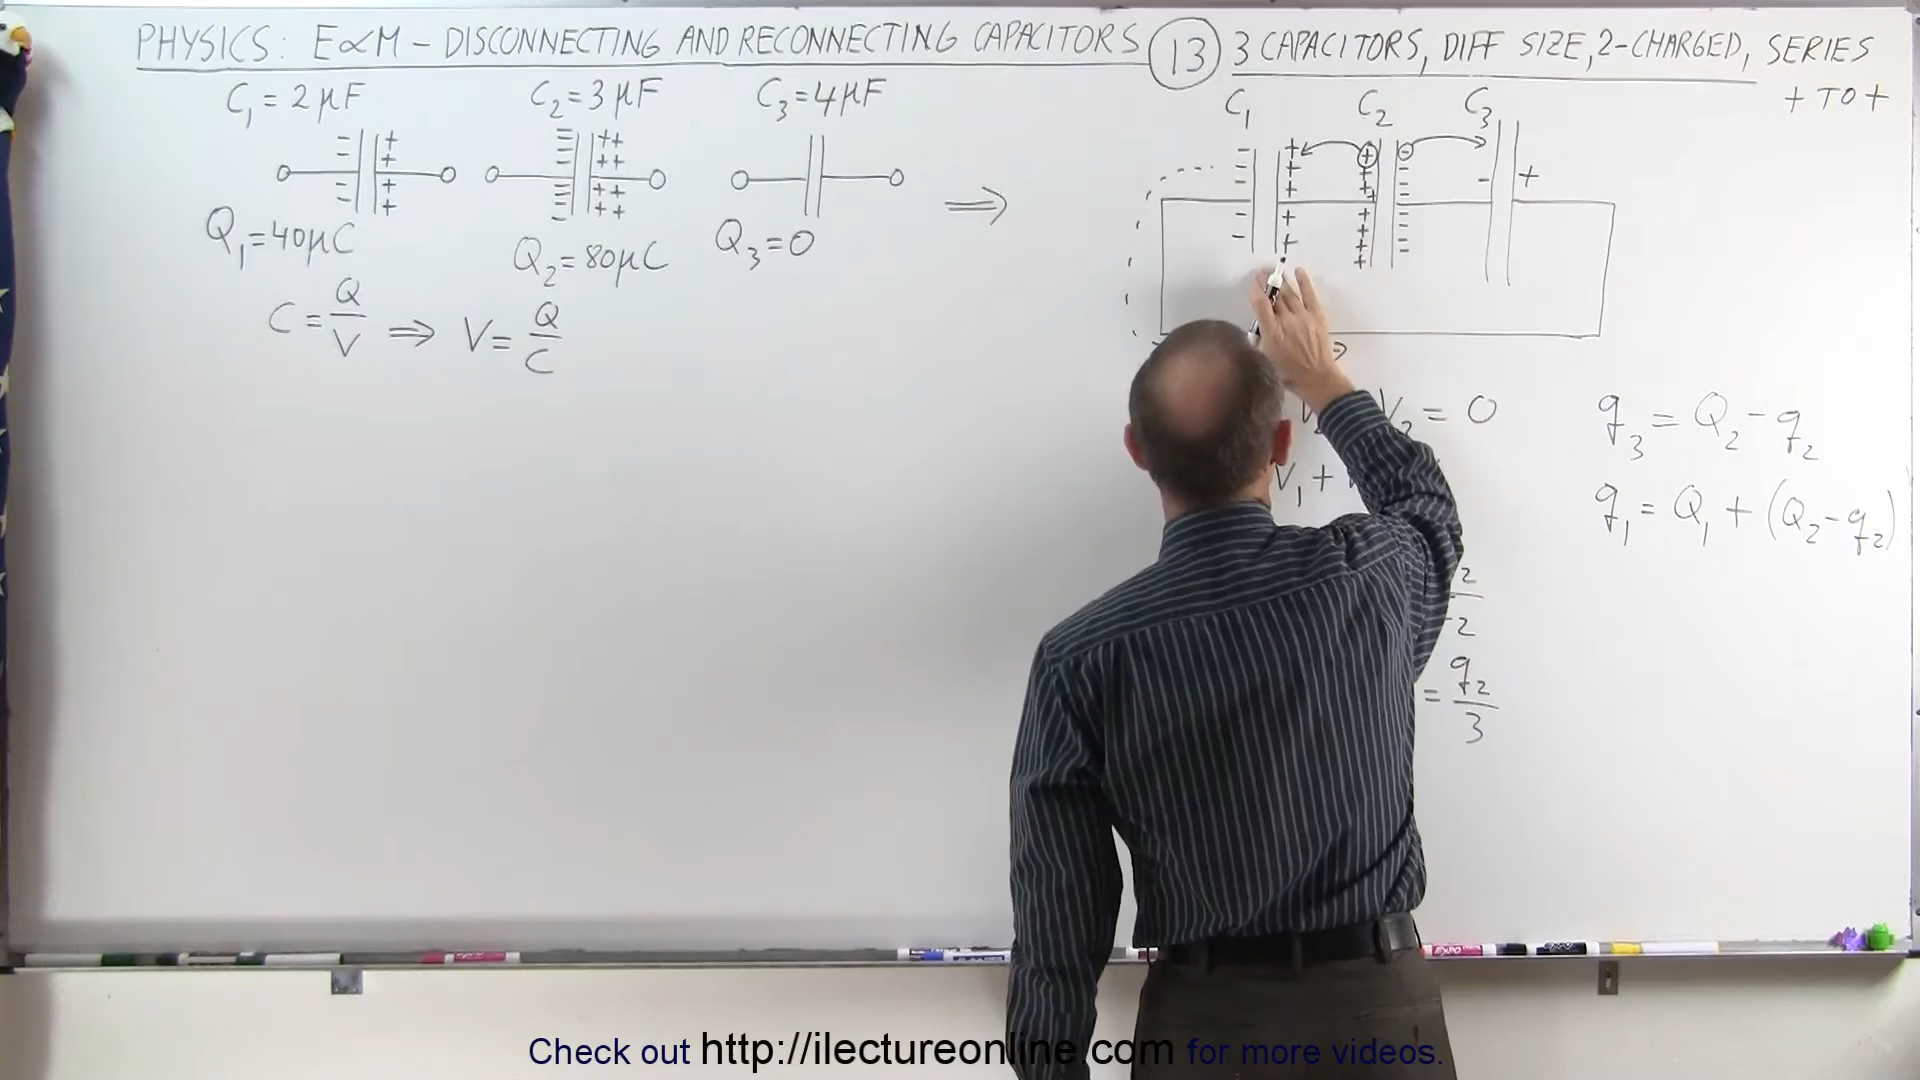 PHYSICS: E∝M - DISCONNECTING AND RECONNECTING CAPACITORS (13) 3 CAPACITORS, DIFF SIZE, 2-CHARGED, SERIES
+ TO +
C₁ = 2 μF
C₂ = 3 μF
C₃ = 4 μF
Q₁ = 40 μC
Q₂ = 80 μC
Q₃ = 0
C = Q/V ⇒ V = Q/C
⇒
C₁ C₂ C₃
= 0
V₁ +
= q₂/3
q₃ = Q₂ - q₂
q₁ = Q₁ + (Q₂ - q₂)
EXPO
Check out http://ilectureonline.com for more videos.